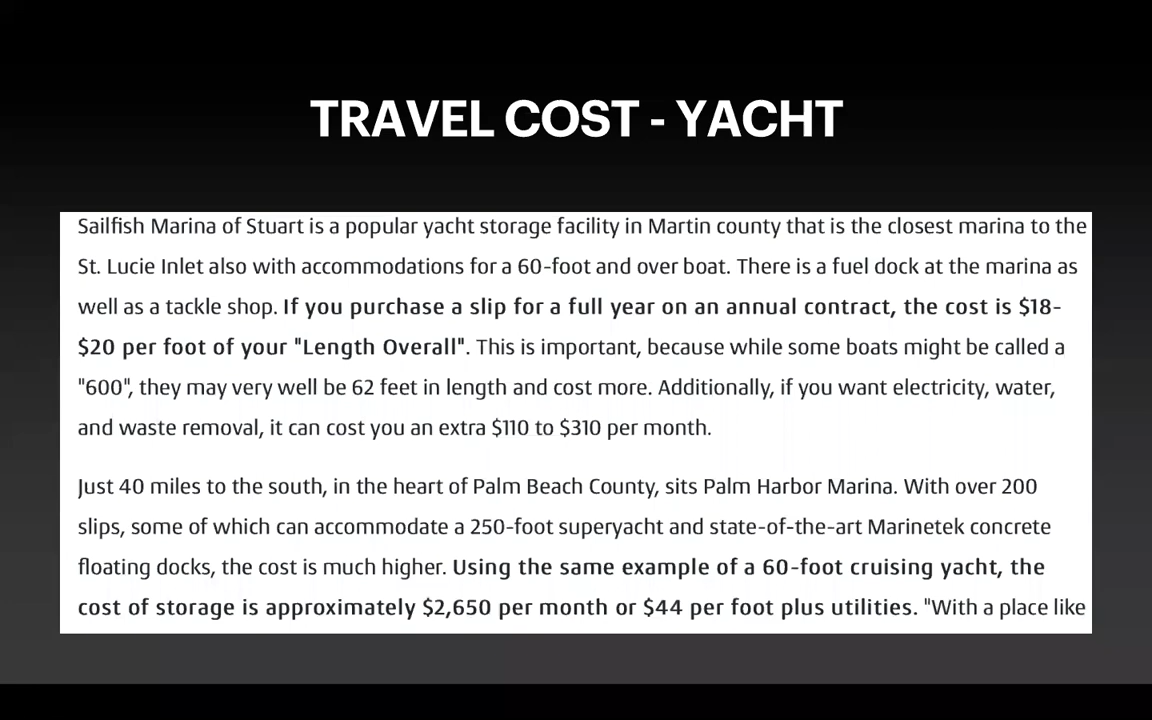 TRAVEL COST - YACHT
Sailfish Marina of Stuart is a popular yacht storage facility in Martin county that is the closest marina to the
St. Lucie Inlet also with accommodations for a 60-foot and over boat. There is a fuel dock at the marina as
well as a tackle shop. If you purchase a slip for a full year on an annual contract, the cost is $18-
$20 per foot of your "Length Overall". This is important, because while some boats might be called a
"600", they may very well be 62 feet in length and cost more. Additionally, if you want electricity, water,
and waste removal, it can cost you an extra $110 to $310 per month.
Just 40 miles to the south, in the heart of Palm Beach County, sits Palm Harbor Marina. With over 200
slips, some of which can accommodate a 250-foot superyacht and state-of-the-art Marinetek concrete
floating docks, the cost is much higher. Using the same example of a 60-foot cruising yacht, the
cost of storage is approximately $2,650 per month or $44 per foot plus utilities. "With a place like